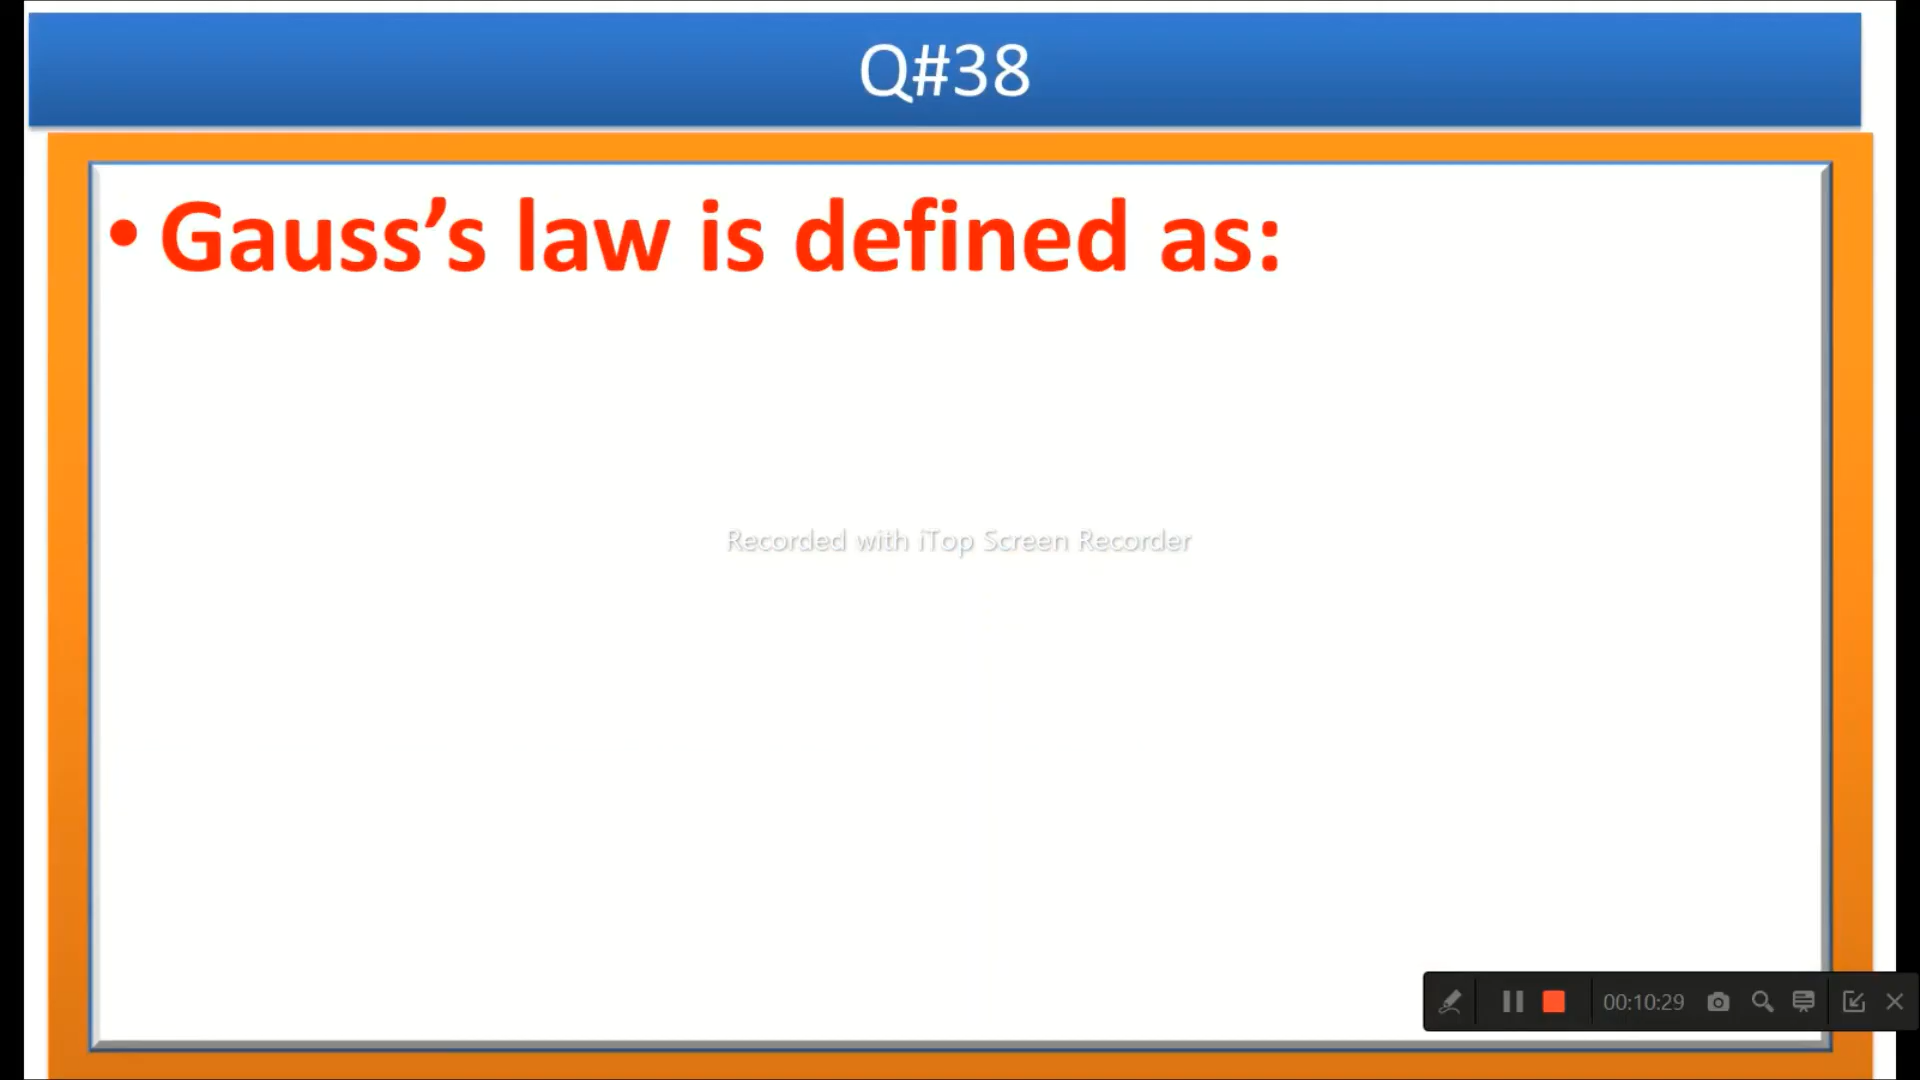 Q#38
• Gauss’s law is defined as:
Recorded with iTop Screen Recorder
00:10:29